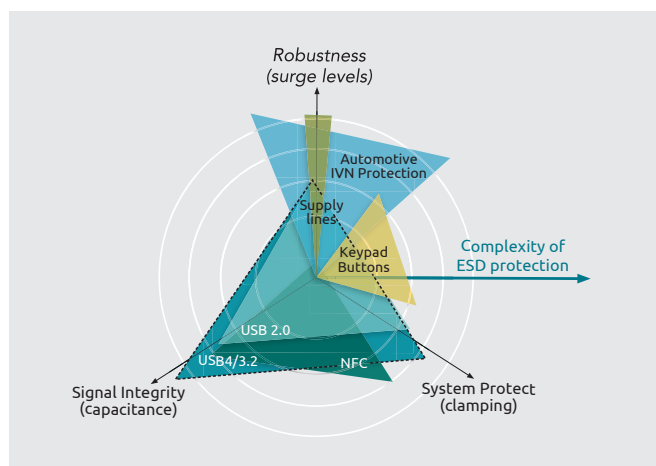 Robustness
(surge levels)
Automotive
IVN Protection
Supply
lines
Keypad
Buttons
Complexity of
ESD protection
USB 2.0
USB4/3.2
NFC
Signal Integrity
(capacitance)
System Protect
(clamping)